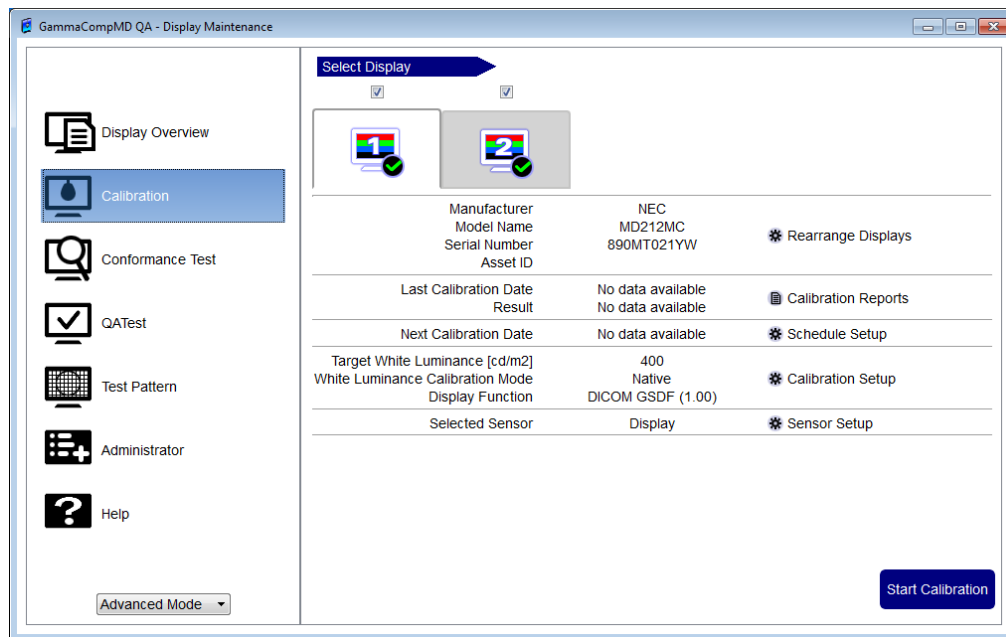 GammaCompMD QA - Display Maintenance
Display Overview
Calibration
Conformance Test
QATest
Test Pattern
Administrator
Help
Advanced Mode
Select Display
1 2
Manufacturer NEC
Model Name MD212MC
Serial Number 890MT021YW
Asset ID
Rearrange Displays
Last Calibration Date No data available
Result No data available
Calibration Reports
Next Calibration Date No data available Schedule Setup
Target White Luminance [cd/m2] 400
White Luminance Calibration Mode Native
Display Function DICOM GSDF (1.00)
Calibration Setup
Selected Sensor Display Sensor Setup
Start Calibration